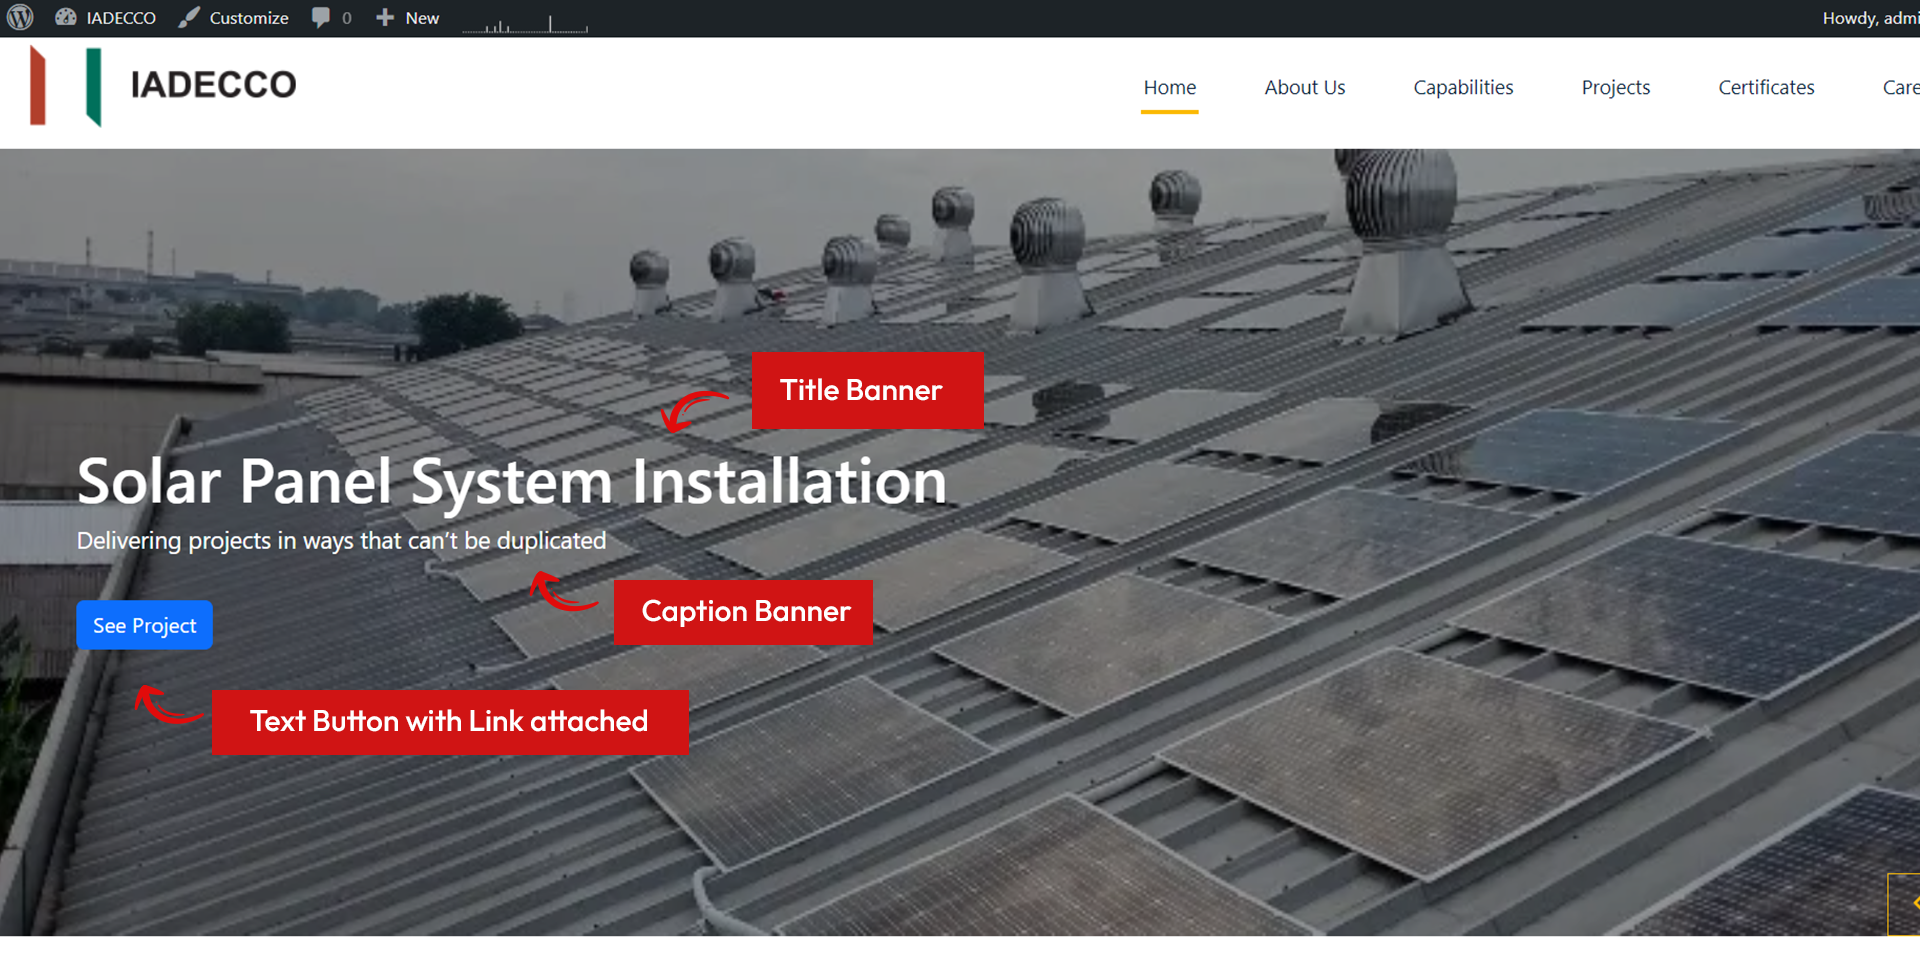 IADECCO Customize 0 New Howdy, admi
IADECCO
Home About Us Capabilities Projects Certificates Care
Title Banner
Solar Panel System Installation
Delivering projects in ways that can't be duplicated
Caption Banner
See Project
Text Button with Link attached